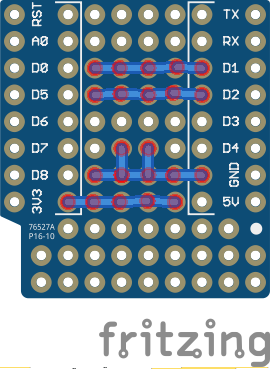 RST TX
A0 RX
D0 D1
D5 D2
D6 D3
D7 D4
D8 GND
3V3 5V
76527A
P16-10
fritzing